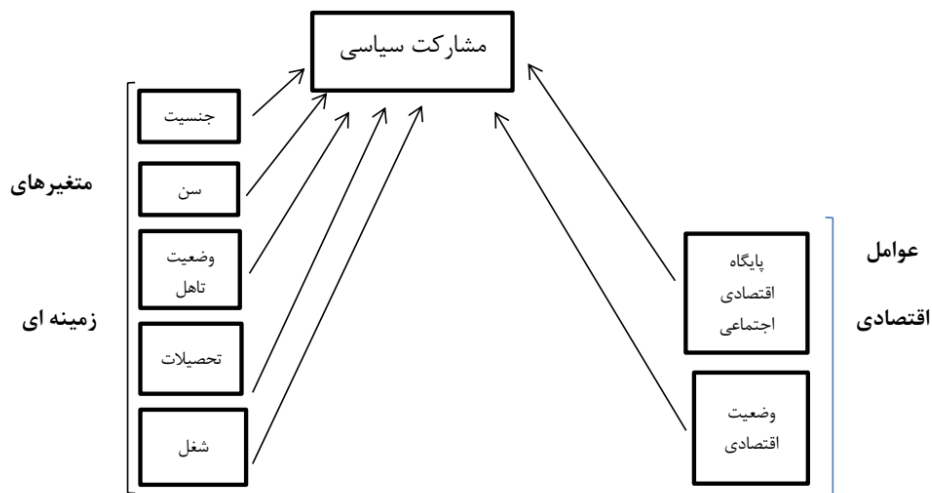 مشارکت سیاسی
جنسیت
سن
وضعیت
تاهل
تحصیلات
شغل
متغیرهای
زمینه ای
پایگاه
اقتصادی
اجتماعی
وضعیت
اقتصادی
عوامل
اقتصادی